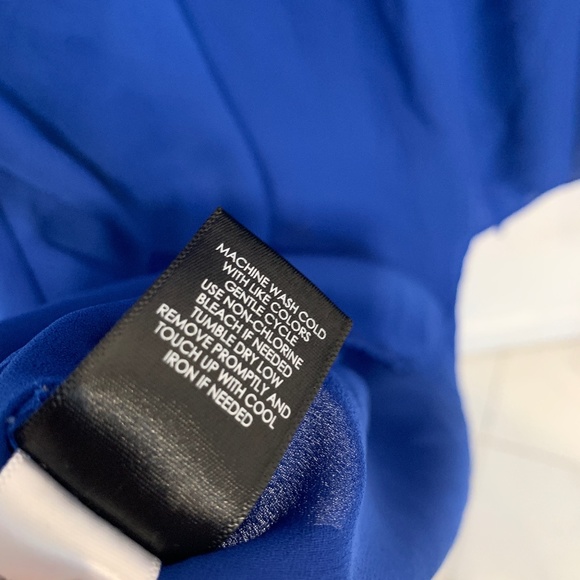 MACHINE WASH COLD
WITH LIKE COLORS
GENTLE CYCLE
USE NON-CHLORINE
BLEACH IF NEEDED
TUMBLE DRY LOW
REMOVE PROMPTLY AND
TOUCH UP WITH COOL
IRON IF NEEDED